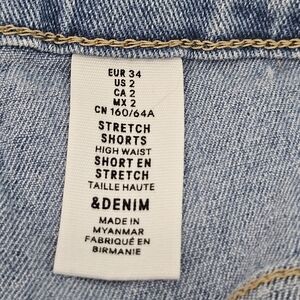 EUR 34
US 2
CA 2
MX 2
CN 160/64A
STRETCH
SHORTS
HIGH WAIST
SHORT EN
STRETCH
TAILLE HAUTE
&DENIM
MADE IN
MYANMAR
FABRIQUÉ EN
BIRMANIE